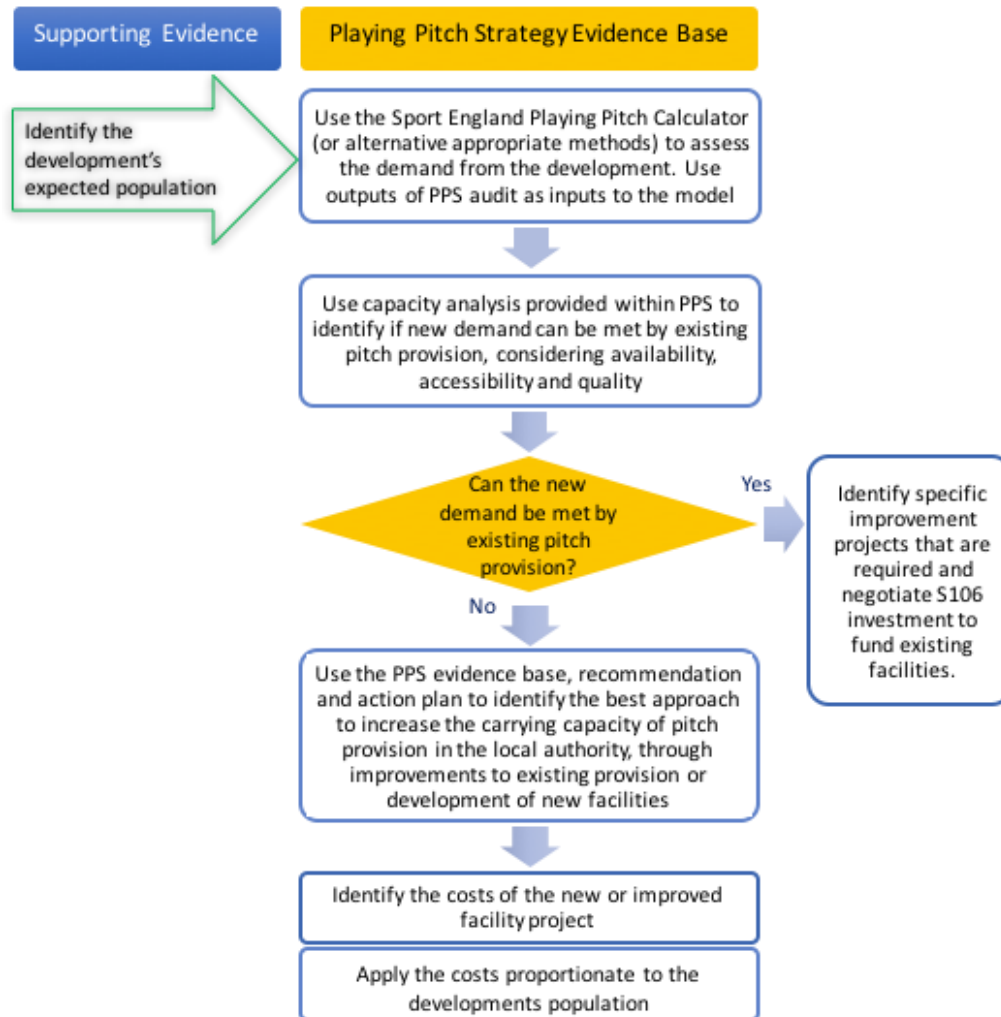 Supporting Evidence
Playing Pitch Strategy Evidence Base
Identify the
development's
expected population
Use the Sport England Playing Pitch Calculator
(or alternative appropriate methods) to assess
the demand from the development. Use
outputs of PPS audit as inputs to the model
Use capacity analysis provided within PPS to
identify if new demand can be met by existing
pitch provision, considering availability,
accessibility and quality
Can the new
demand be met by
existing pitch
provision?
Yes
Identify specific
improvement
projects that are
required and
negotiate S106
investment to
fund existing
facilities.
No
Use the PPS evidence base, recommendation
and action plan to identify the best approach
to increase the carrying capacity of pitch
provision in the local authority, through
improvements to existing provision or
development of new facilities
Identify the costs of the new or improved
facility project
Apply the costs proportionate to the
developments population